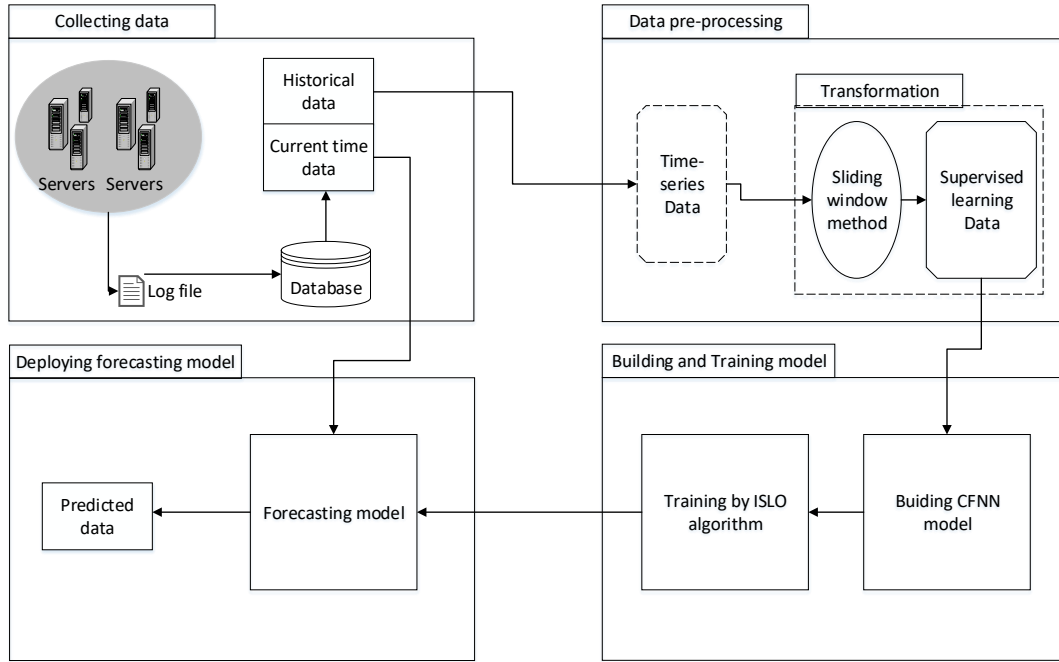 Collecting data
Historical
data
Current time
data
Servers Servers
Log file
Database
Data pre-processing
Transformation
Time-
series
Data
Sliding
window
method
Supervised
learning
Data
Deploying forecasting model
Predicted
data
Forecasting model
Building and Training model
Training by ISLO
algorithm
Buiding CFNN
model